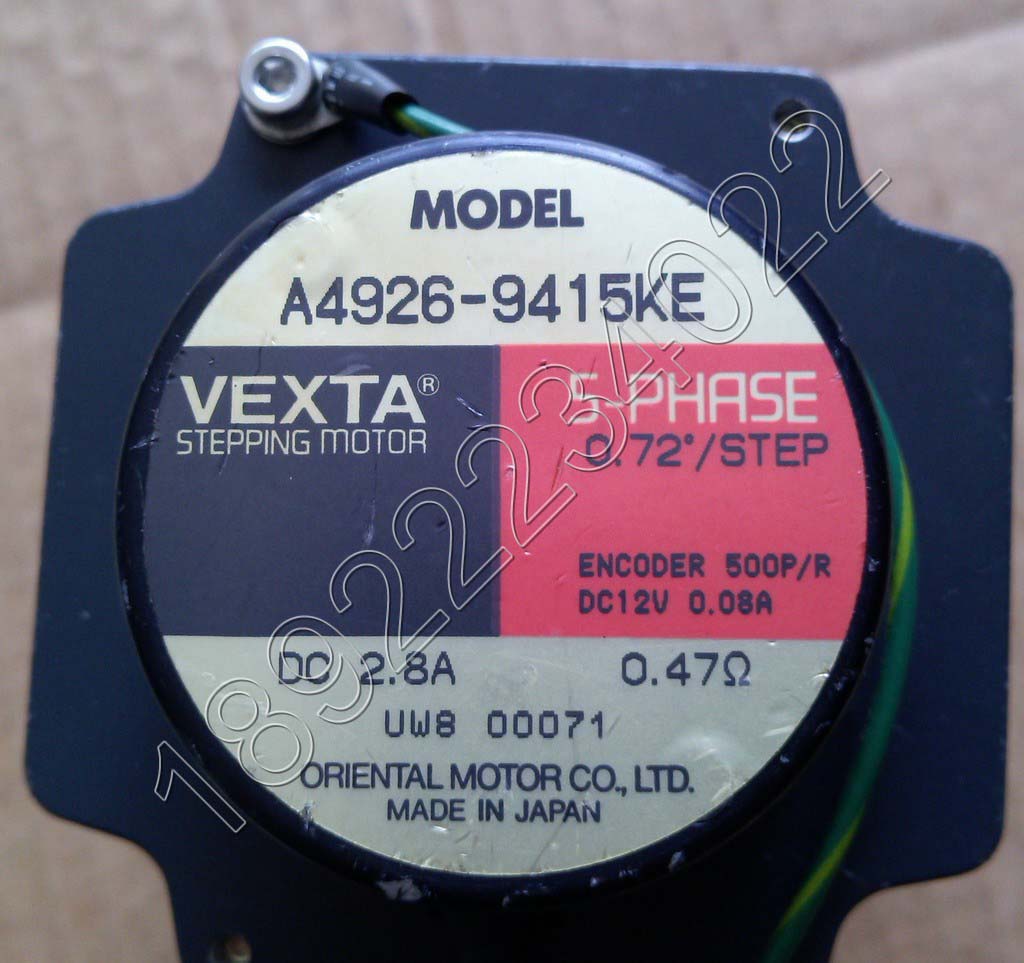 MODEL
A4926-9415KE
VEXTA®
STEPPING MOTOR
5-PHASE
0.72°/STEP
ENCODER 500P/R
DC12V 0.08A
DC 2.8A 0.47Ω
UW8 00071
ORIENTAL MOTOR CO., LTD.
MADE IN JAPAN
18922234022